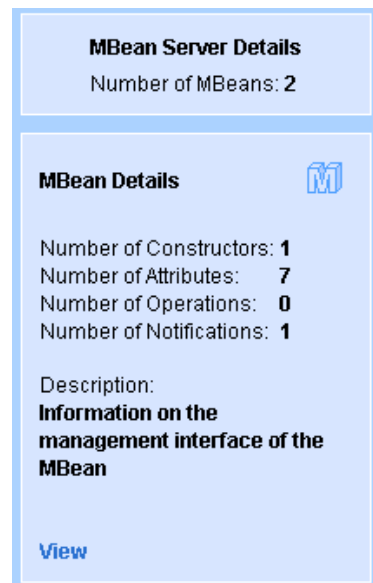 MBean Server Details
Number of MBeans: 2
MBean Details
M
Number of Constructors: 1
Number of Attributes: 7
Number of Operations: 0
Number of Notifications: 1
Description:
Information on the
management interface of the
MBean
View